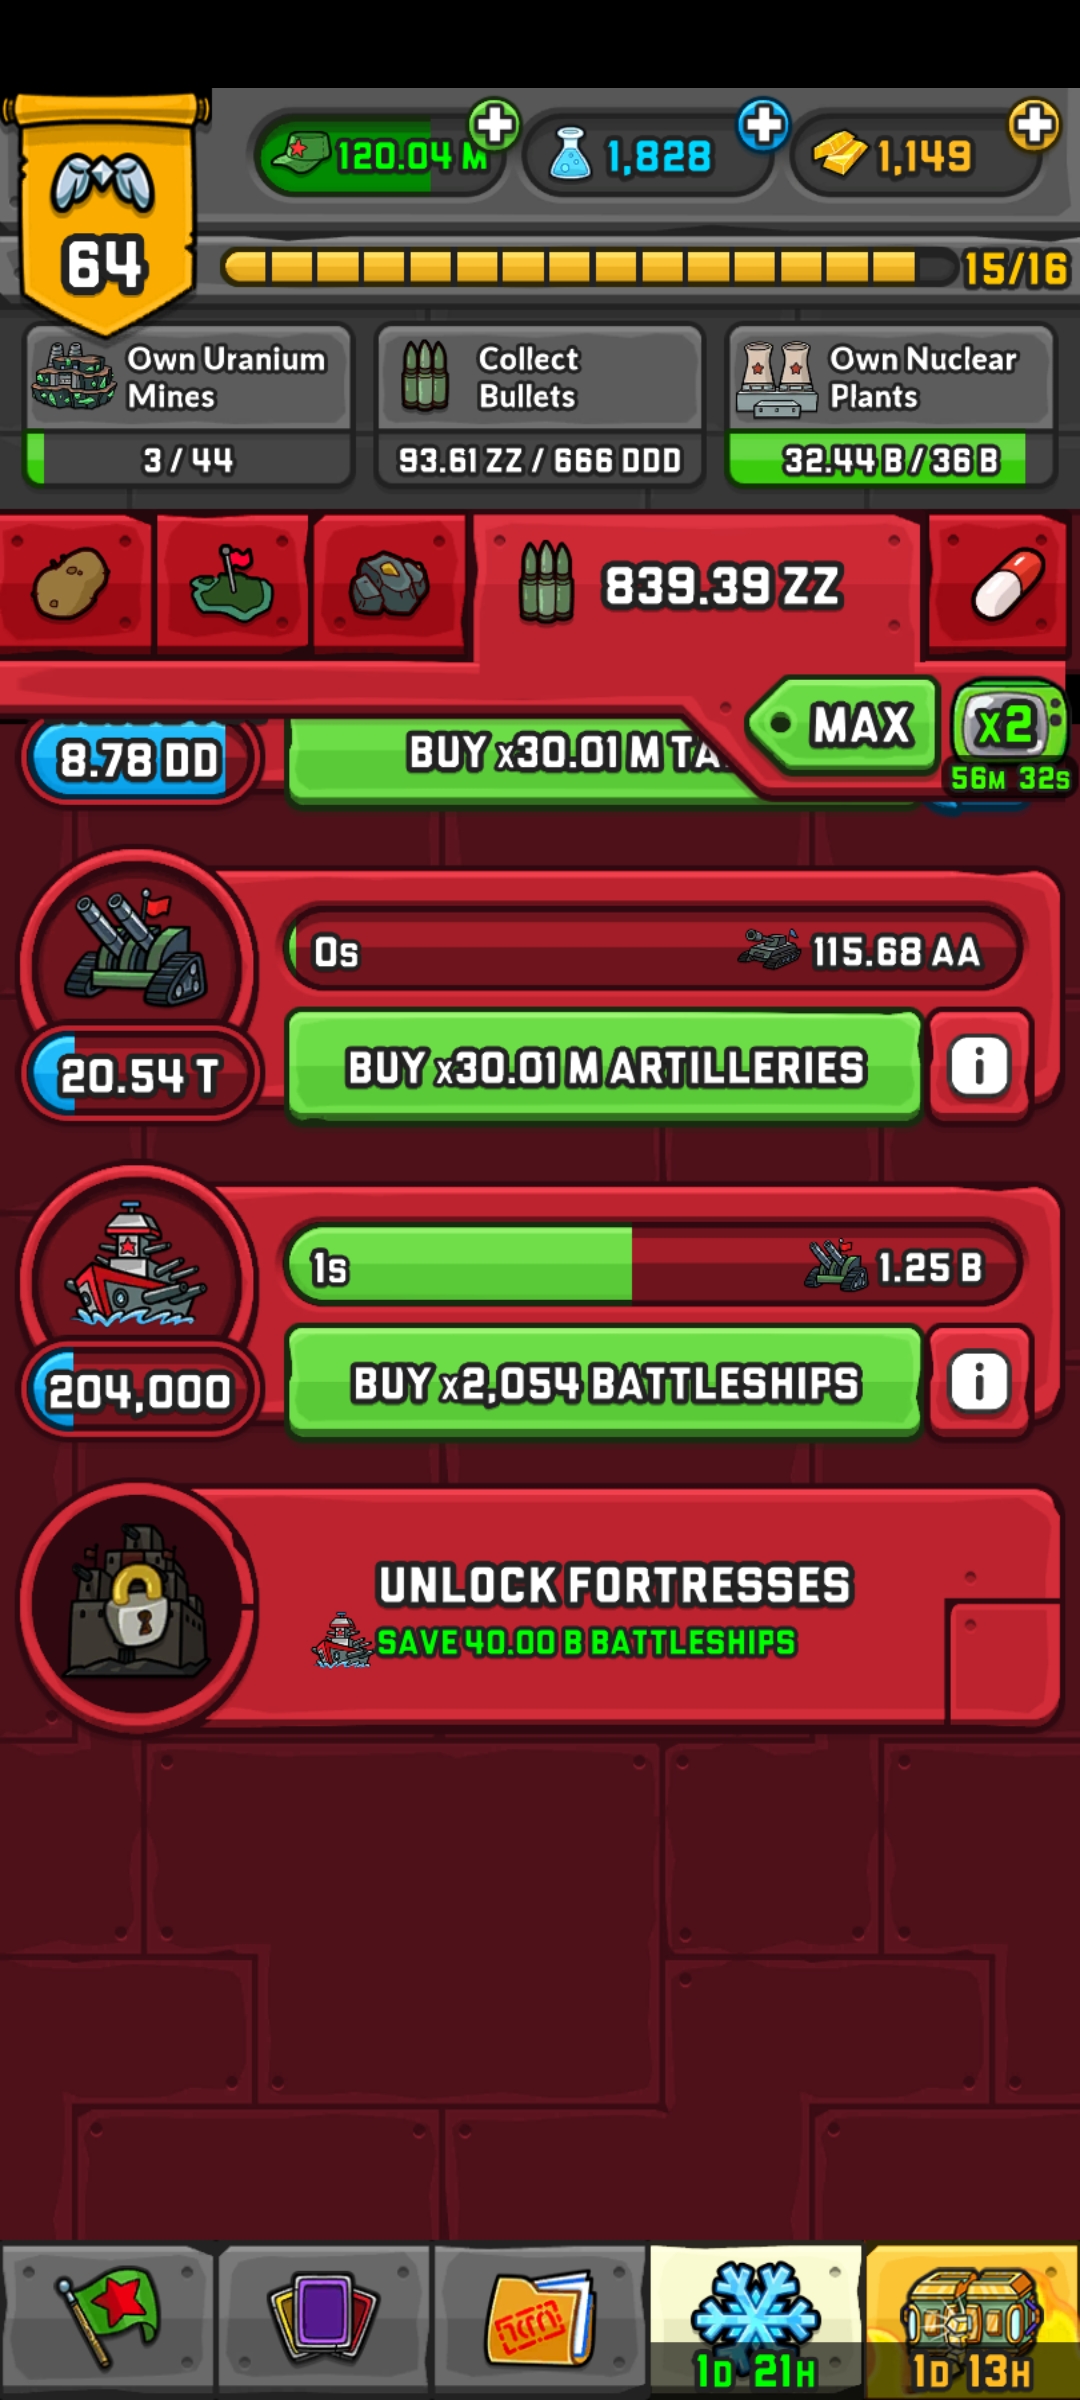 64
120.04 M
1,828
1,149
15/16
Own Uranium
Mines
3 / 44
Collect
Bullets
93.61 ZZ / 666 DDD
Own Nuclear
Plants
32.44 B / 36 B
839.39 ZZ
MAX
x2
56M 32S
8.78 DD
BUY x30.01 M TA
0s
115.68 AA
20.54 T
BUY x30.01 M ARTILLERIES
i
1s
1.25 B
204,000
BUY x2,054 BATTLESHIPS
i
UNLOCK FORTRESSES
SAVE 40.00 B BATTLESHIPS
1D 21H
1D 13H